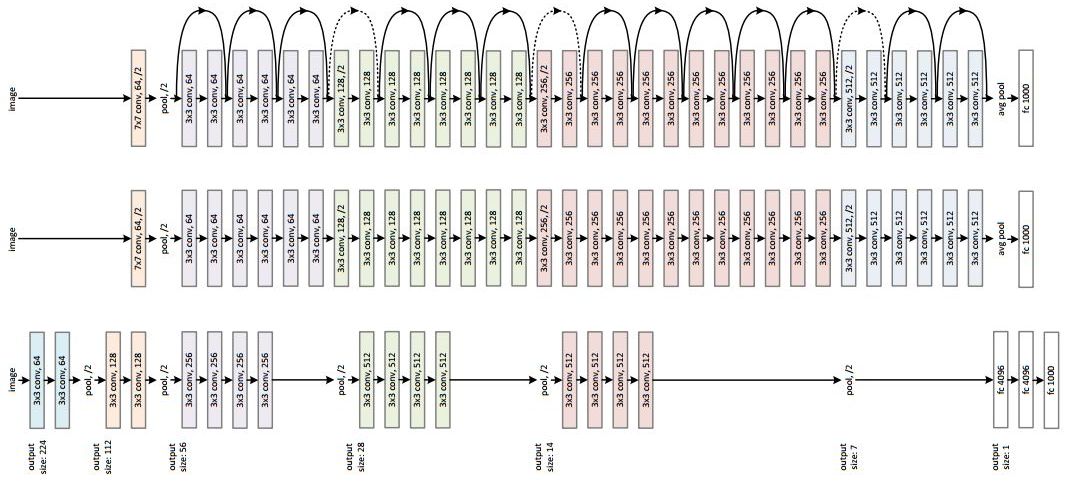 image
7x7 conv, 64, /2
pool, /2
3x3 conv, 64
3x3 conv, 64
3x3 conv, 64
3x3 conv, 64
3x3 conv, 64
3x3 conv, 64
3x3 conv, 128, /2
3x3 conv, 128
3x3 conv, 128
3x3 conv, 128
3x3 conv, 128
3x3 conv, 128
3x3 conv, 128
3x3 conv, 128
3x3 conv, 256, /2
3x3 conv, 256
3x3 conv, 256
3x3 conv, 256
3x3 conv, 256
3x3 conv, 256
3x3 conv, 256
3x3 conv, 256
3x3 conv, 256
3x3 conv, 256
3x3 conv, 256
3x3 conv, 256
3x3 conv, 512, /2
3x3 conv, 512
3x3 conv, 512
3x3 conv, 512
3x3 conv, 512
3x3 conv, 512
avg pool
fc 1000
image
7x7 conv, 64, /2
pool, /2
3x3 conv, 64
3x3 conv, 64
3x3 conv, 64
3x3 conv, 64
3x3 conv, 64
3x3 conv, 64
3x3 conv, 128, /2
3x3 conv, 128
3x3 conv, 128
3x3 conv, 128
3x3 conv, 128
3x3 conv, 128
3x3 conv, 128
3x3 conv, 128
3x3 conv, 256, /2
3x3 conv, 256
3x3 conv, 256
3x3 conv, 256
3x3 conv, 256
3x3 conv, 256
3x3 conv, 256
3x3 conv, 256
3x3 conv, 256
3x3 conv, 256
3x3 conv, 256
3x3 conv, 256
3x3 conv, 512, /2
3x3 conv, 512
3x3 conv, 512
3x3 conv, 512
3x3 conv, 512
3x3 conv, 512
avg pool
fc 1000
image
3x3 conv, 64
3x3 conv, 64
pool, /2
3x3 conv, 128
3x3 conv, 128
pool, /2
3x3 conv, 256
3x3 conv, 256
3x3 conv, 256
3x3 conv, 256
pool, /2
3x3 conv, 512
3x3 conv, 512
3x3 conv, 512
3x3 conv, 512
pool, /2
3x3 conv, 512
3x3 conv, 512
3x3 conv, 512
3x3 conv, 512
pool, /2
fc 4096
fc 4096
fc 1000
output
size: 224
output
size: 112
output
size: 56
output
size: 28
output
size: 14
output
size: 7
output
size: 1